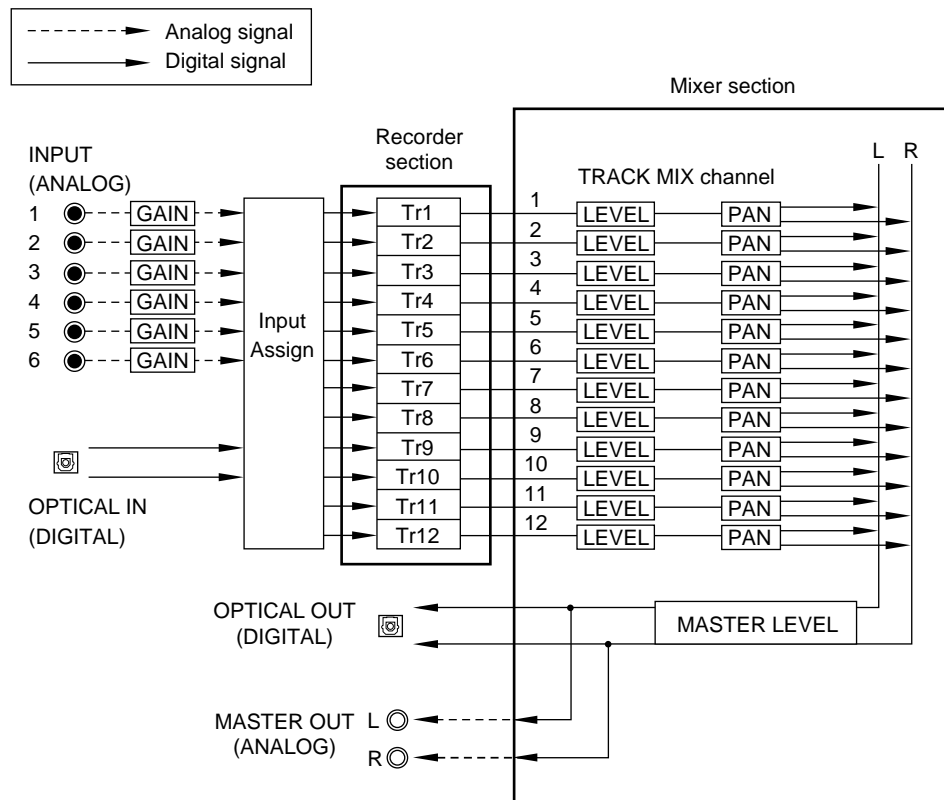 Analog signal
Digital signal
Mixer section
Recorder
section
L R
INPUT
(ANALOG)
TRACK MIX channel
1 GAIN Tr1 1 LEVEL PAN
2 GAIN Tr2 2 LEVEL PAN
3 GAIN Tr3 3 LEVEL PAN
4 GAIN Tr4 4 LEVEL PAN
5 GAIN Input Tr5 5 LEVEL PAN
6 GAIN Assign Tr6 6 LEVEL PAN
Tr7 7 LEVEL PAN
Tr8 8 LEVEL PAN
Tr9 9 LEVEL PAN
Tr10 10 LEVEL PAN
OPTICAL IN Tr11 11 LEVEL PAN
(DIGITAL) Tr12 12 LEVEL PAN
OPTICAL OUT
(DIGITAL)
MASTER LEVEL
MASTER OUT L
(ANALOG)
R